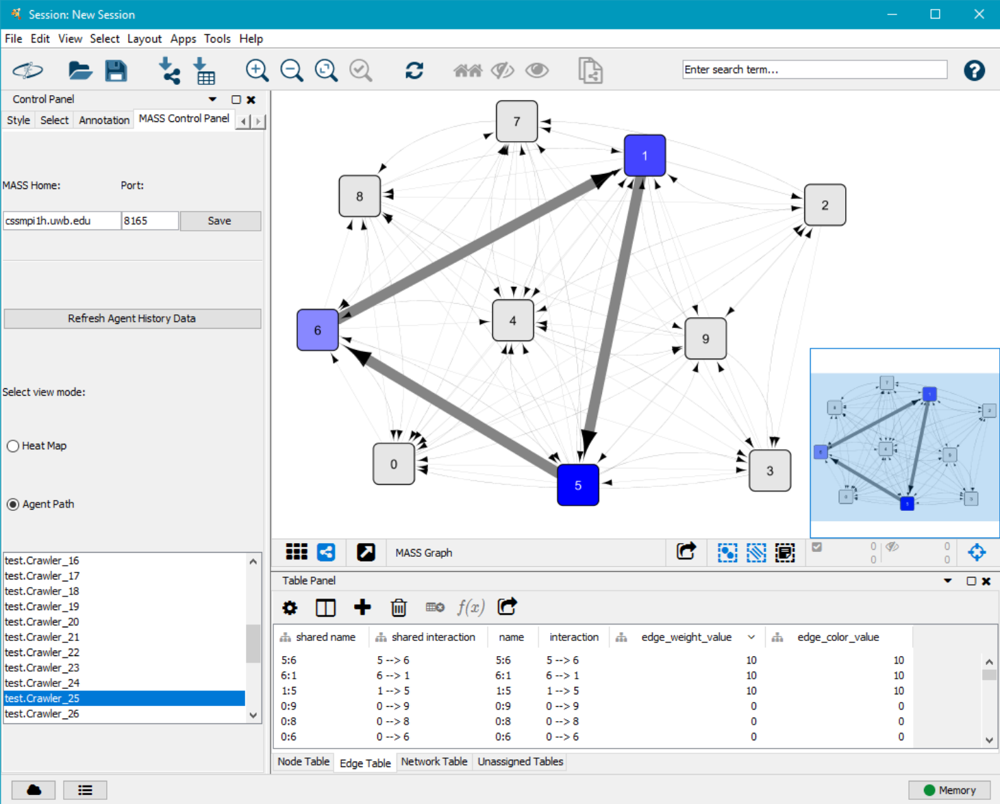 Session: New Session
File Edit View Select Layout Apps Tools Help
Enter search term...
Control Panel
Style Select Annotation MASS Control Panel
MASS Home: Port:
cssmpi1h.uwb.edu 8165 Save
Refresh Agent History Data
Select view mode:
Heat Map
Agent Path
test.Crawler_16
test.Crawler_17
test.Crawler_18
test.Crawler_19
test.Crawler_20
test.Crawler_21
test.Crawler_22
test.Crawler_23
test.Crawler_24
test.Crawler_25
test.Crawler_26
7
1
8
2
4
6
9
0
3
5
MASS Graph
0 0
0 0
Table Panel
f(x)
shared name shared interaction name interaction edge_weight_value edge_color_value
5:6 5 --> 6 5:6 5 --> 6 10 10
6:1 6 --> 1 6:1 6 --> 1 10 10
1:5 1 --> 5 1:5 1 --> 5 10 10
0:9 0 --> 9 0:9 0 --> 9 0 0
0:8 0 --> 8 0:8 0 --> 8 0 0
0:6 0 --> 6 0:6 0 --> 6 0 0
Node Table Edge Table Network Table Unassigned Tables
Memory